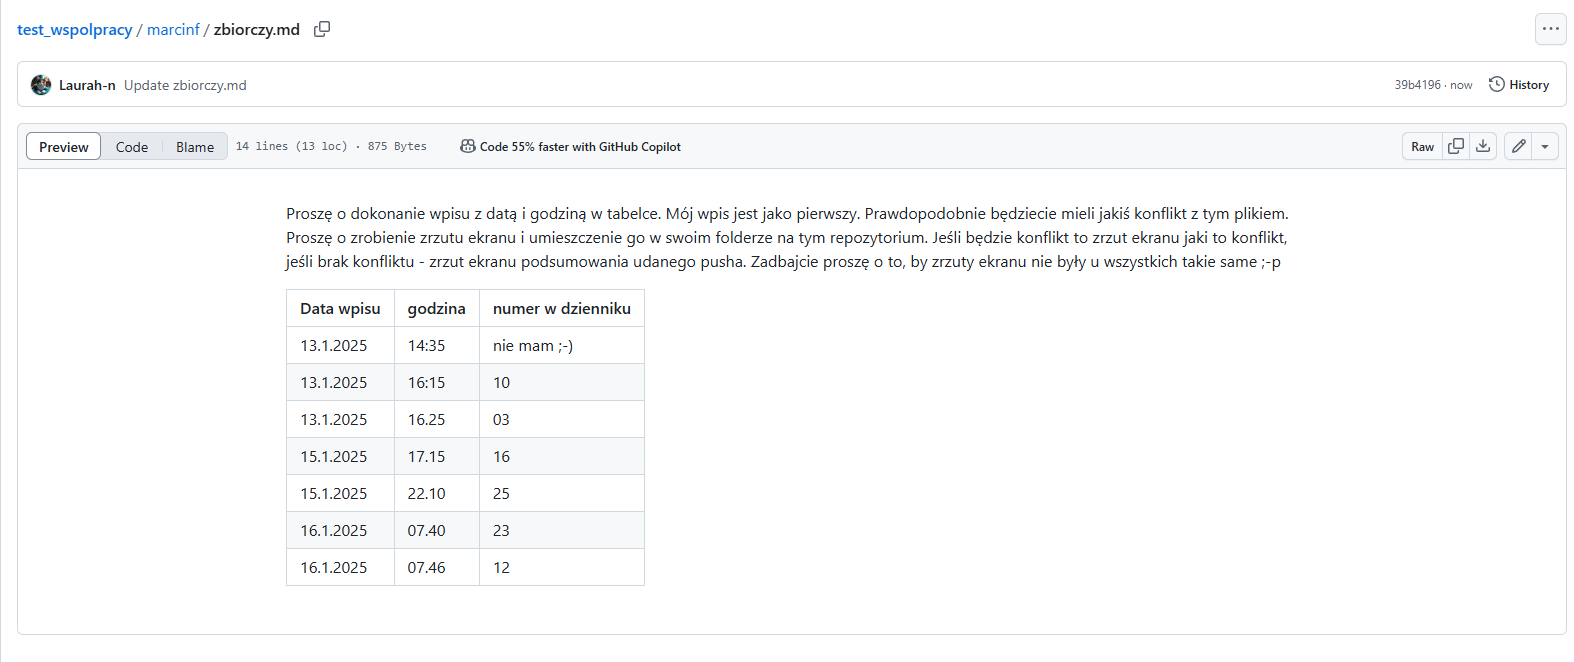 test_wspolpracy / marcinf / zbiorczy.md
Laurah-n Update zbiorczy.md 39b4196 · now History
Preview Code Blame 14 lines (13 loc) · 875 Bytes Code 55% faster with GitHub Copilot Raw
Proszę o dokonanie wpisu z datą i godziną w tabelce. Mój wpis jest jako pierwszy. Prawdopodobnie będziecie mieli jakiś konflikt z tym plikiem.
Proszę o zrobienie zrzutu ekranu i umieszczenie go w swoim folderze na tym repozytorium. Jeśli będzie konflikt to zrzut ekranu jaki to konflikt,
jeśli brak konfliktu - zrzut ekranu podsumowania udanego pusha. Zadbajcie proszę o to, by zrzuty ekranu nie były u wszystkich takie same ;-p
Data wpisu godzina numer w dzienniku
13.1.2025 14:35 nie mam ;-)
13.1.2025 16:15 10
13.1.2025 16.25 03
15.1.2025 17.15 16
15.1.2025 22.10 25
16.1.2025 07.40 23
16.1.2025 07.46 12